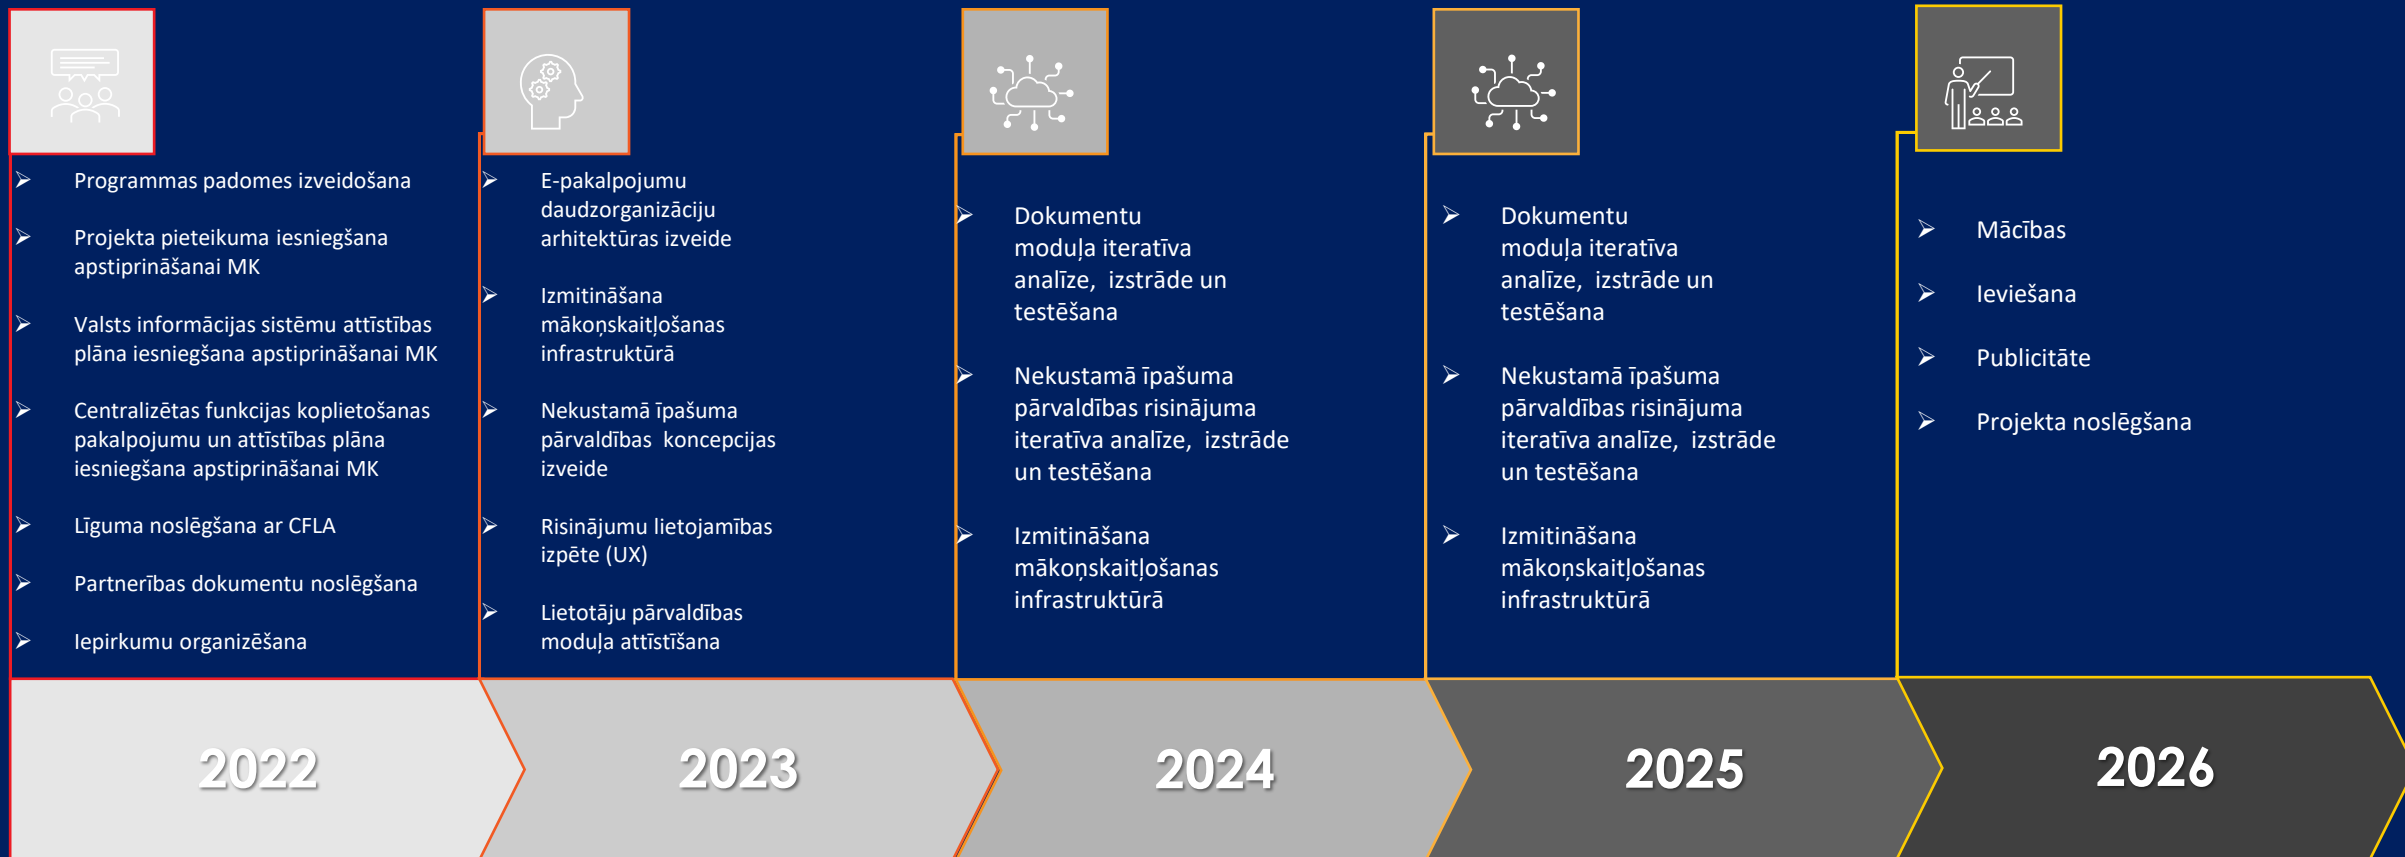 Programmas padomes izveidošana
Projekta pieteikuma iesniegšana
apstiprināšanai MK
Valsts informācijas sistēmu attīstības
plāna iesniegšana apstiprināšanai MK
Centralizētas funkcijas koplietošanas
pakalpojumu un attīstības plāna
iesniegšana apstiprināšanai MK
Līguma noslēgšana ar CFLA
Partnerības dokumentu noslēgšana
Iepirkumu organizēšana
E-pakalpojumu
daudzorganizāciju
arhitektūras izveide
Izmitināšana
mākoņskaitļošanas
infrastruktūrā
Nekustamā īpašuma
pārvaldības koncepcijas
izveide
Risinājumu lietojamības
izpēte (UX)
Lietotāju pārvaldības
moduļa attīstīšana
Dokumentu
moduļa iteratīva
analīze, izstrāde un
testēšana
Nekustamā īpašuma
pārvaldības risinājuma
iteratīva analīze, izstrāde
un testēšana
Izmitināšana
mākoņskaitļošanas
infrastruktūrā
Dokumentu
moduļa iteratīva
analīze, izstrāde un
testēšana
Nekustamā īpašuma
pārvaldības risinājuma
iteratīva analīze, izstrāde
un testēšana
Izmitināšana
mākoņskaitļošanas
infrastruktūrā
Mācības
Ieviešana
Publicitāte
Projekta noslēgšana
2022
2023
2024
2025
2026